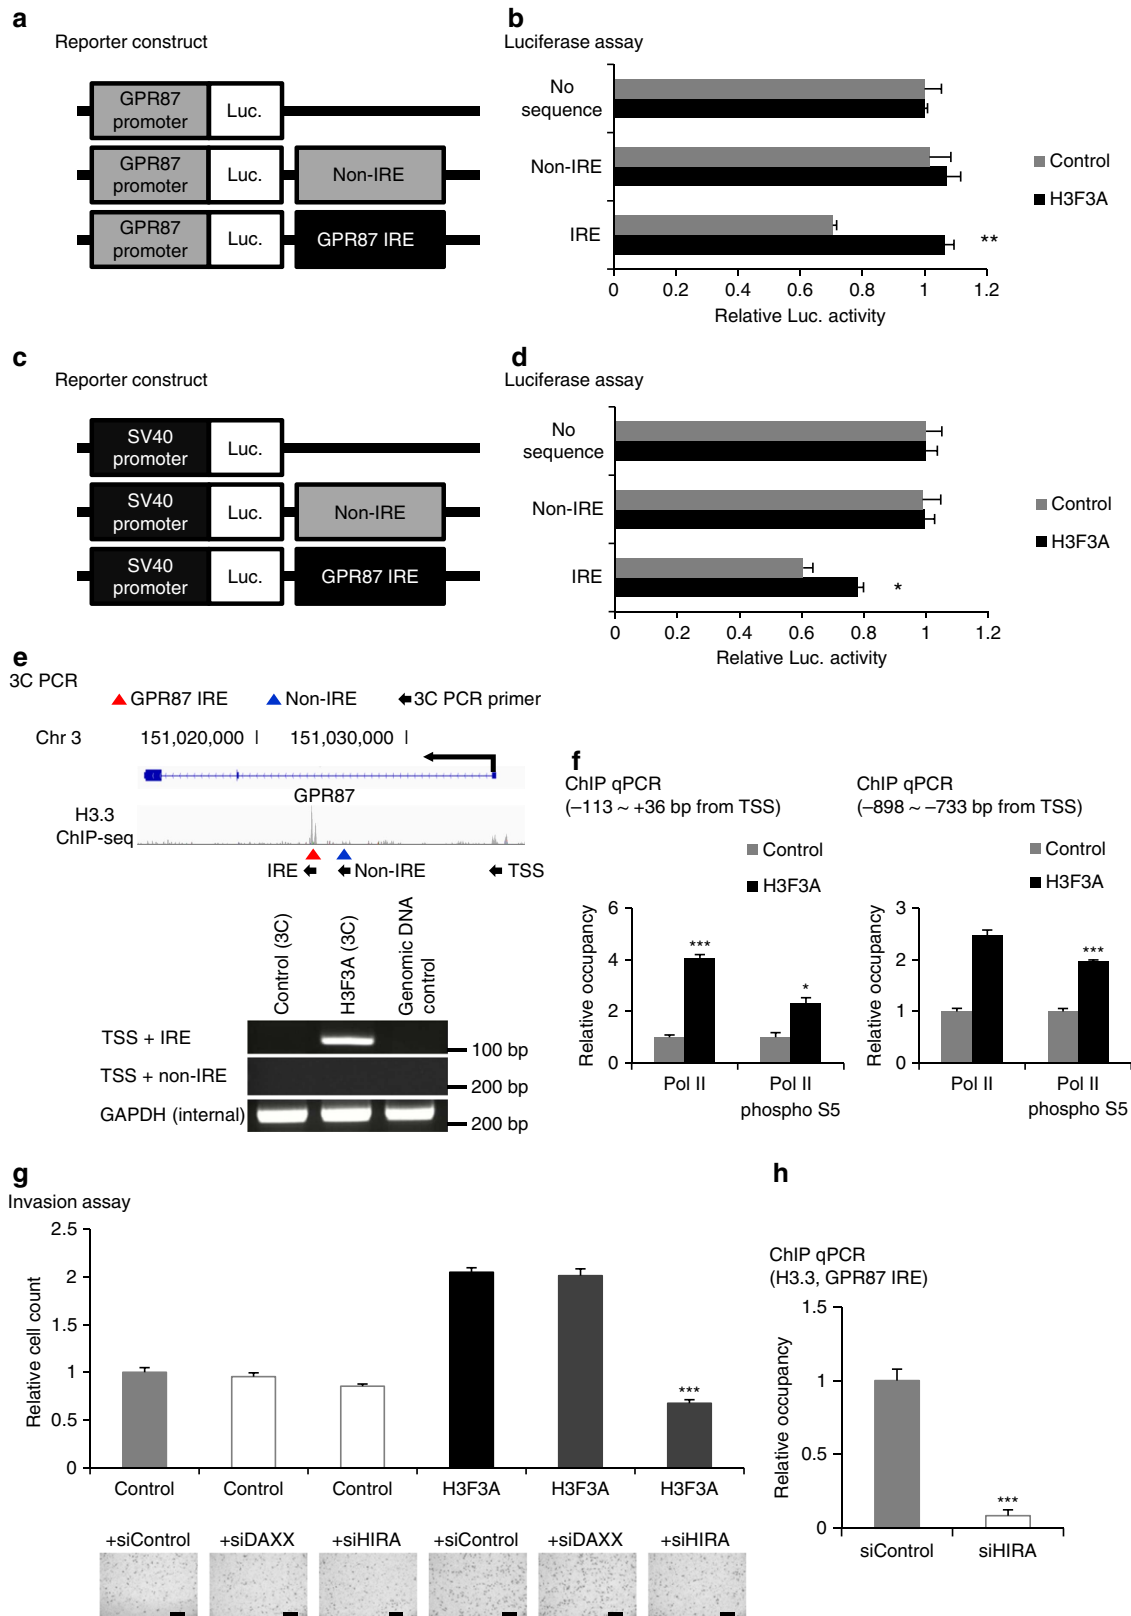 a
Reporter construct
GPR87
promoter
Luc.
GPR87
promoter
Luc.
Non-IRE
GPR87
promoter
Luc.
GPR87 IRE
b
Luciferase assay
No
sequence
Non-IRE
IRE
**
0 0.2 0.4 0.6 0.8 1 1.2
Relative Luc. activity
Control
H3F3A
c
Reporter construct
SV40
promoter
Luc.
SV40
promoter
Luc.
Non-IRE
SV40
promoter
Luc.
GPR87 IRE
d
Luciferase assay
No
sequence
Non-IRE
IRE
*
0 0.2 0.4 0.6 0.8 1 1.2
Relative Luc. activity
Control
H3F3A
e
3C PCR
GPR87 IRE
Non-IRE
3C PCR primer
Chr 3
151,020,000
151,030,000
GPR87
H3.3
ChIP-seq
IRE
Non-IRE
TSS
Control (3C)
H3F3A (3C)
Genomic DNA
control
TSS + IRE
100 bp
TSS + non-IRE
200 bp
GAPDH (internal)
200 bp
f
ChIP qPCR
(–113 ~ +36 bp from TSS)
Control
H3F3A
Relative occupancy
6
4
2
0
***
*
Pol II
Pol II
phospho S5
ChIP qPCR
(–898 ~ –733 bp from TSS)
Control
H3F3A
Relative occupancy
3
2
1
0
***
Pol II
Pol II
phospho S5
g
Invasion assay
Relative cell count
2.5
2
1.5
1
0.5
0
***
Control Control Control H3F3A H3F3A H3F3A
+siControl +siDAXX +siHIRA +siControl +siDAXX +siHIRA
h
ChIP qPCR
(H3.3, GPR87 IRE)
Relative occupancy
1.5
1
0.5
0
***
siControl siHIRA